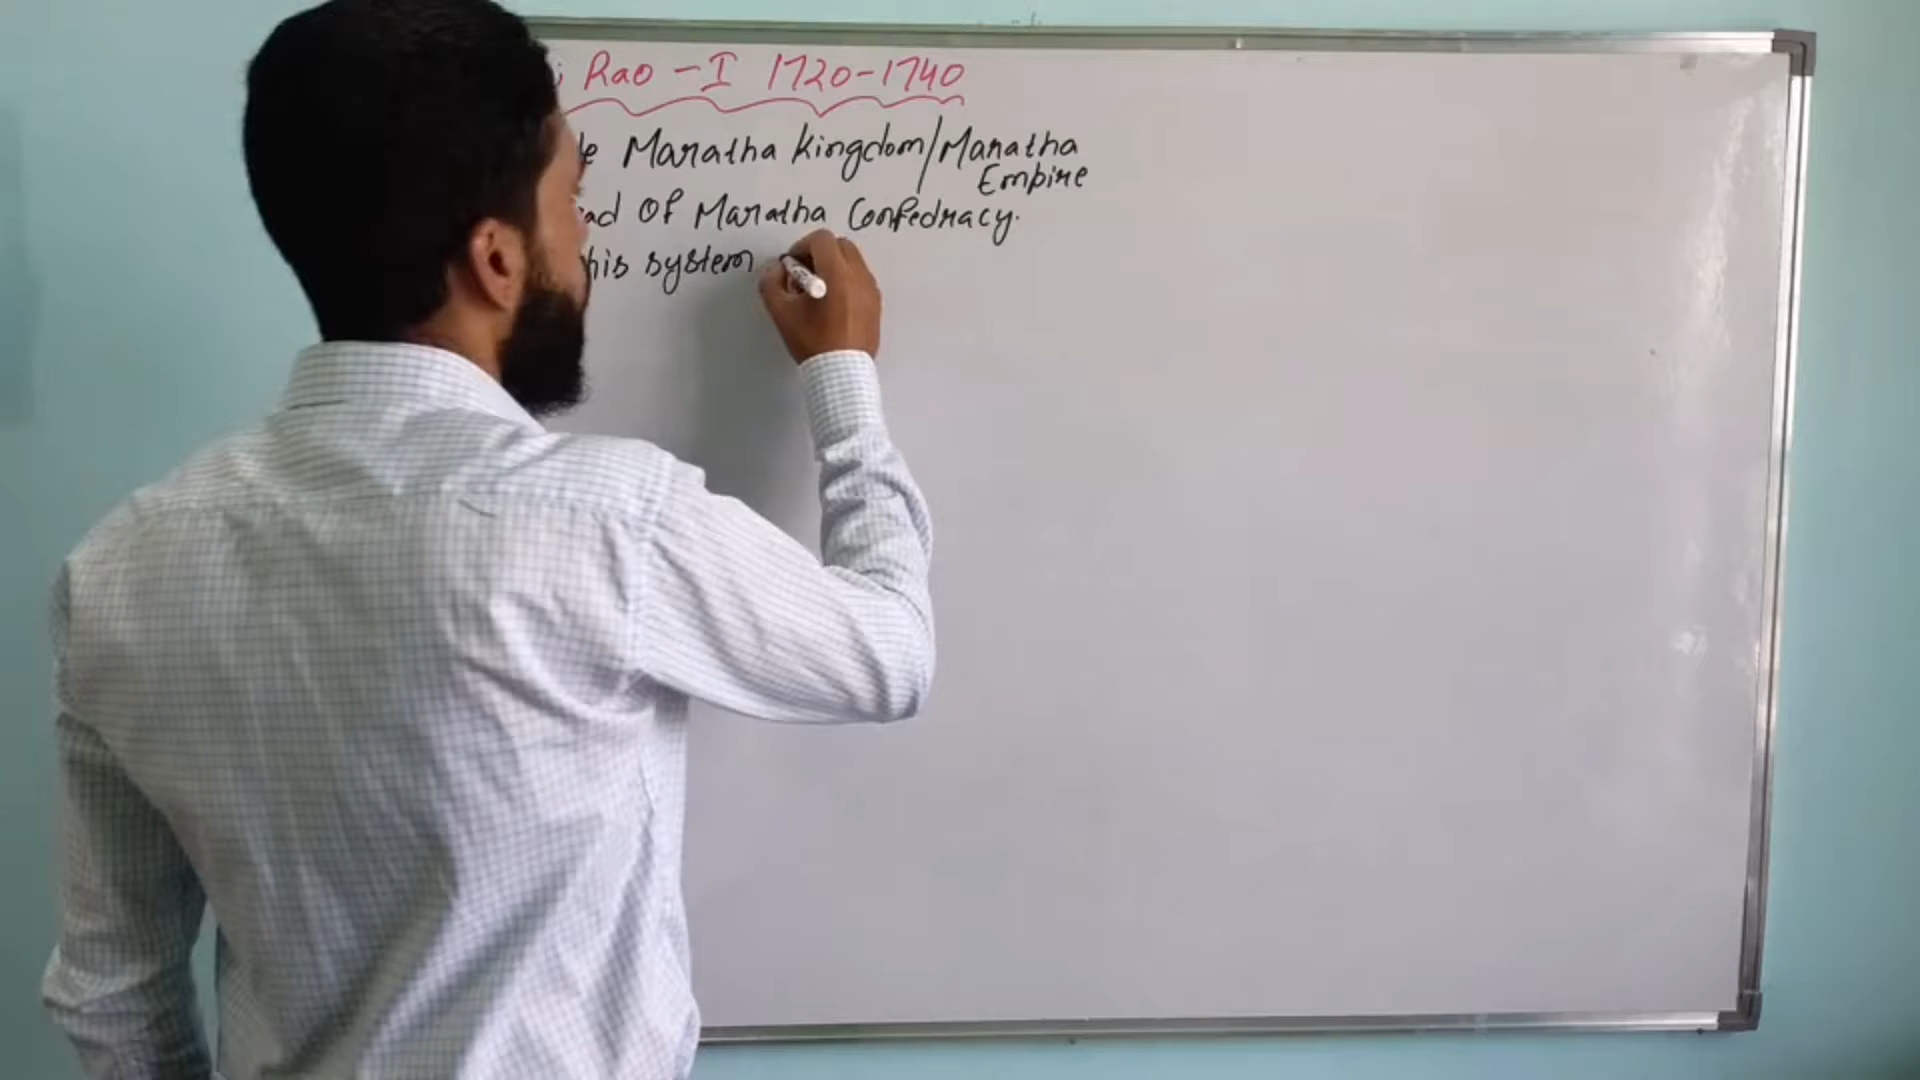 Rao - I 1720-1740
Maratha Kingdom/Maratha
Empire
Of Maratha Confedracy.
system